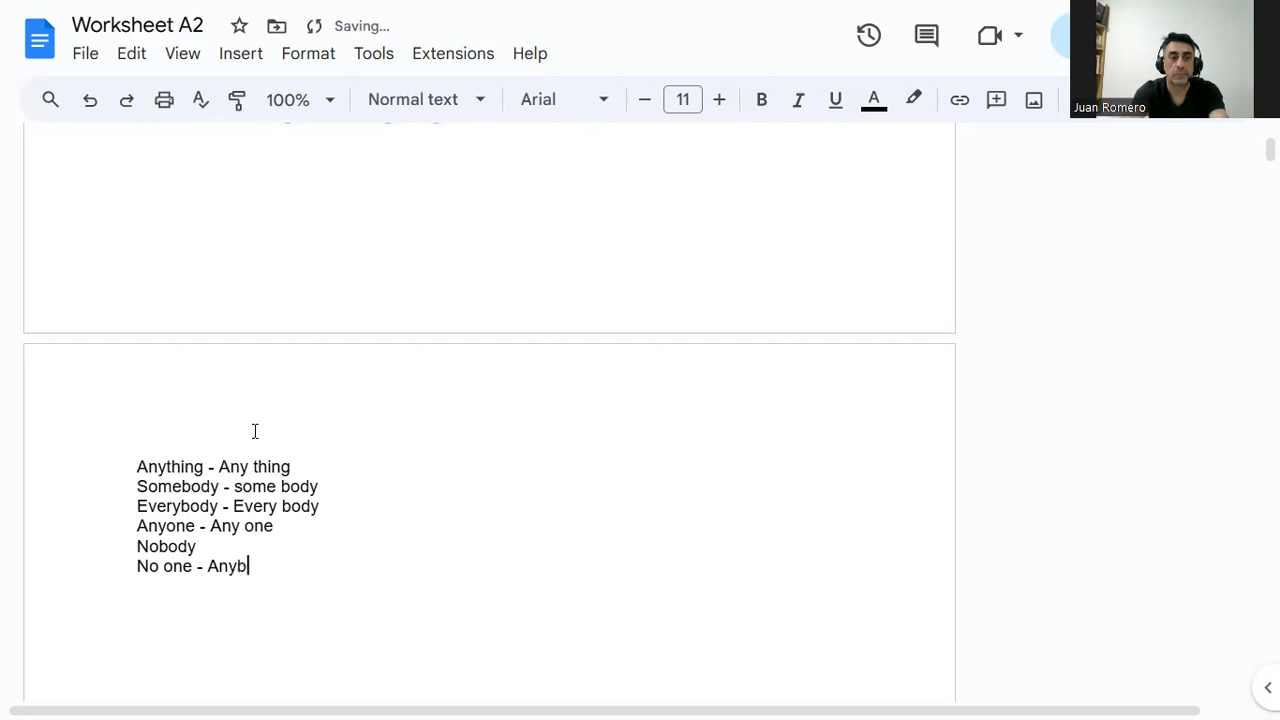 Worksheet A2
Saving...
File Edit View Insert Format Tools Extensions Help
100% Normal text Arial 11 B I U A
Juan Romero
Anything - Any thing
Somebody - some body
Everybody - Every body
Anyone - Any one
Nobody
No one - Anyb